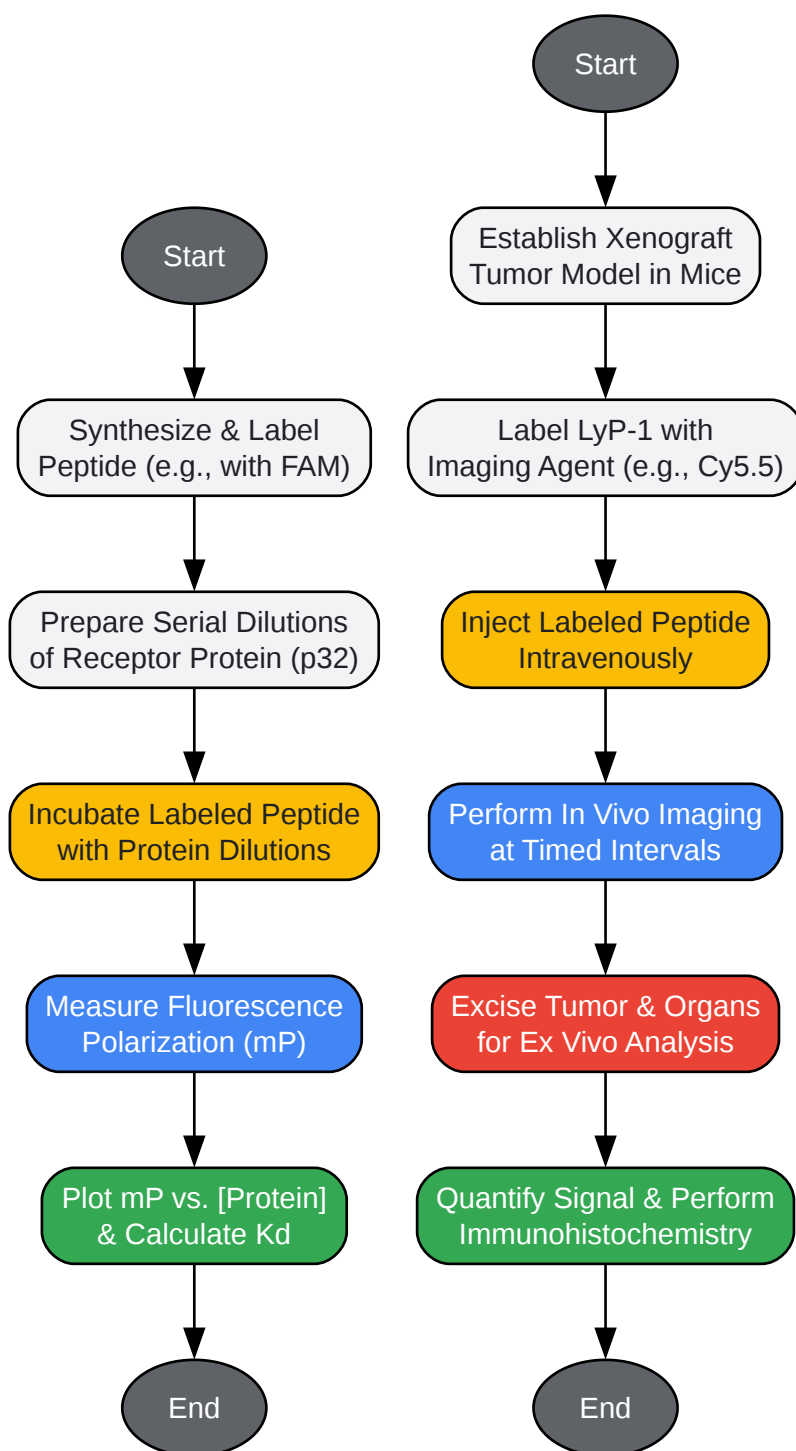 Start
Synthesize & Label
Peptide (e.g., with FAM)
Prepare Serial Dilutions
of Receptor Protein (p32)
Incubate Labeled Peptide
with Protein Dilutions
Measure Fluorescence
Polarization (mP)
Plot mP vs. [Protein]
& Calculate Kd
End
Start
Establish Xenograft
Tumor Model in Mice
Label LyP-1 with
Imaging Agent (e.g., Cy5.5)
Inject Labeled Peptide
Intravenously
Perform In Vivo Imaging
at Timed Intervals
Excise Tumor & Organs
for Ex Vivo Analysis
Quantify Signal & Perform
Immunohistochemistry
End